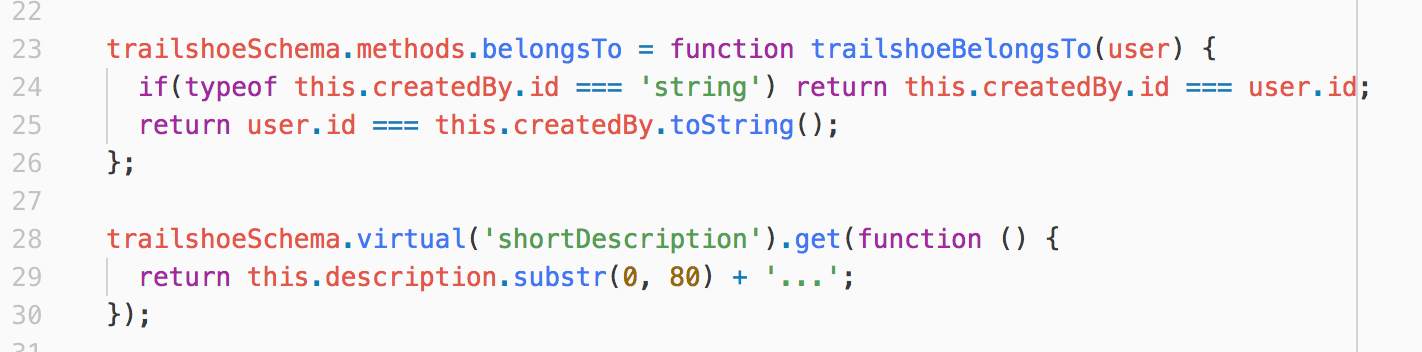 22
23 trailshoeSchema.methods.belongsTo = function trailshoeBelongsTo(user) {
24 if(typeof this.createdBy.id === 'string') return this.createdBy.id === user.id;
25 return user.id === this.createdBy.toString();
26 };
27
28 trailshoeSchema.virtual('shortDescription').get(function () {
29 return this.description.substr(0, 80) + '...';
30 });
31